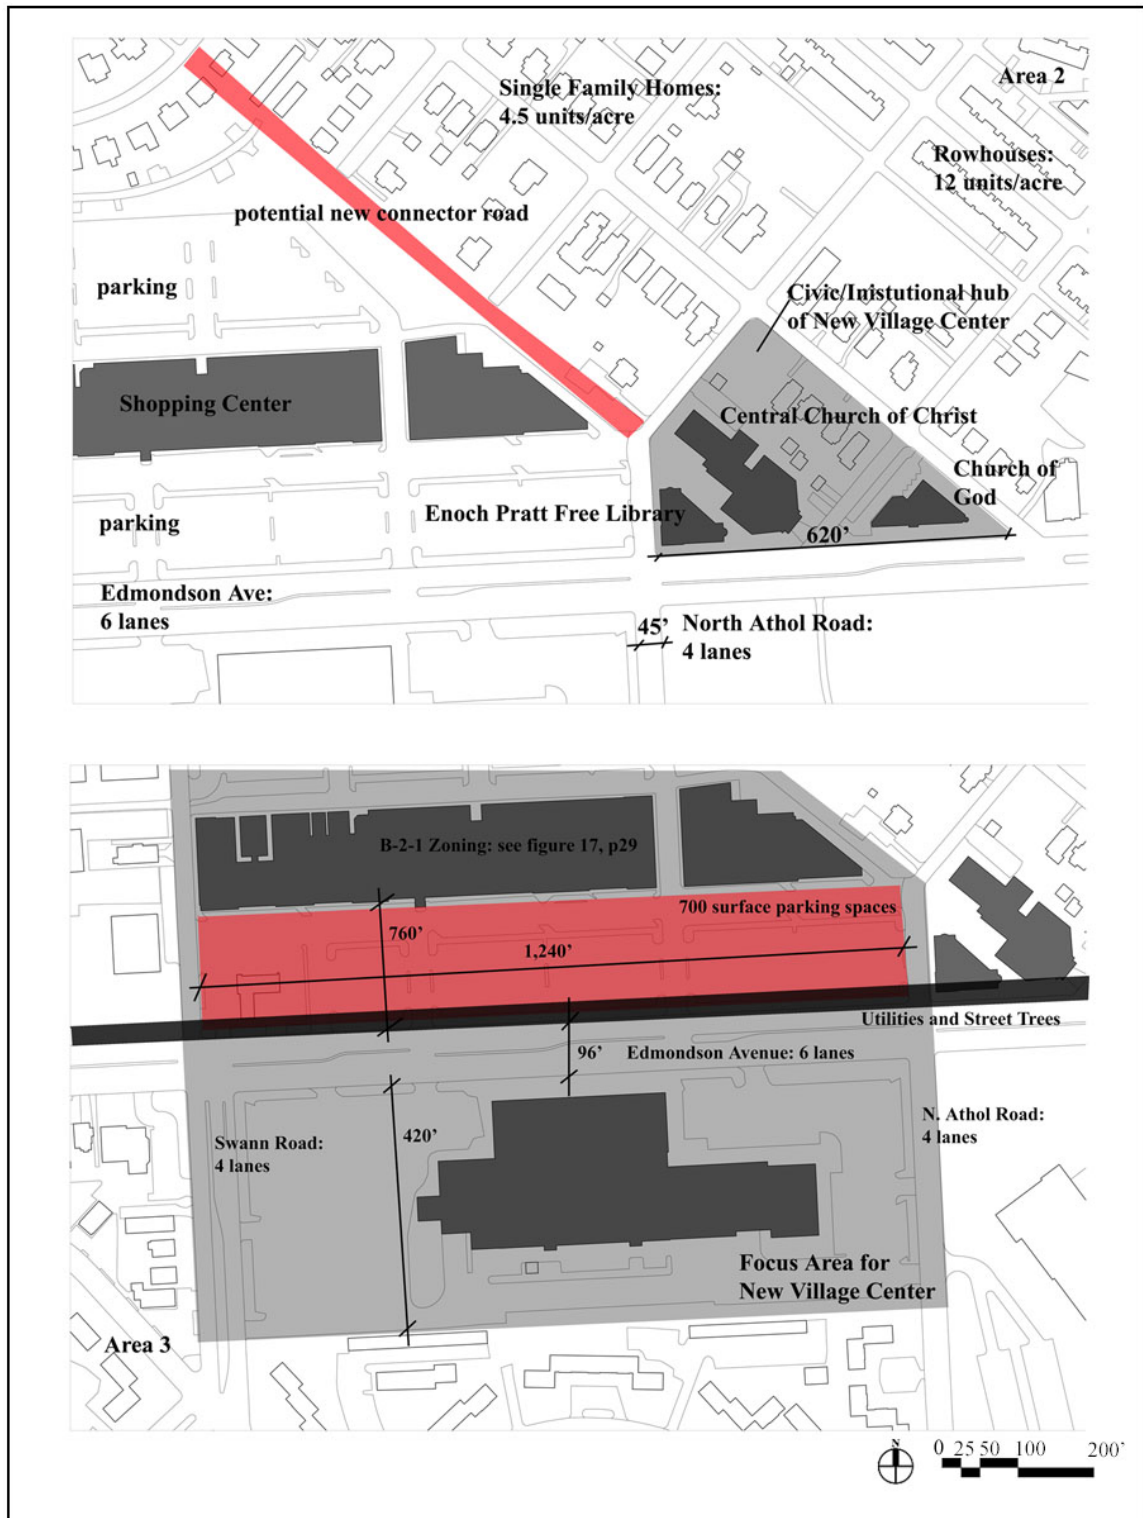 Area 2
Single Family Homes:
4.5 units/acre
Rowhouses:
12 units/acre
potential new connector road
parking
Civic/Inistutional hub
of New Village Center
Shopping Center
Central Church of Christ
Church of
God
parking
Enoch Pratt Free Library
620’
Edmondson Ave:
6 lanes
45’
North Athol Road:
4 lanes
B-2-1 Zoning: see figure 17, p29
700 surface parking spaces
760’
1,240’
Utilities and Street Trees
96’
Edmondson Avenue: 6 lanes
Swann Road:
4 lanes
420’
N. Athol Road:
4 lanes
Focus Area for
New Village Center
Area 3
N
0 25 50 100 200’